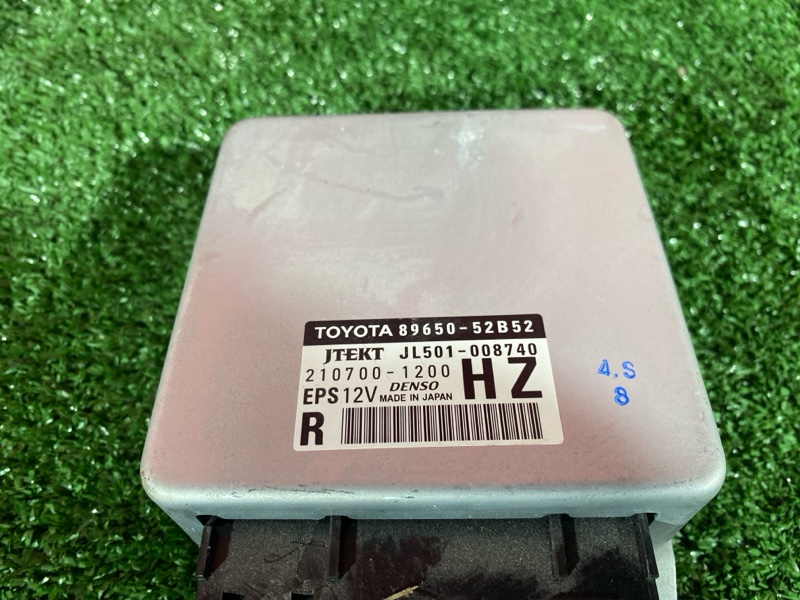 TOYOTA 89650-52B52
JTEKT JL501-008740
210700-1200 HZ
EPS 12V DENSO MADE IN JAPAN
R
4.S
8